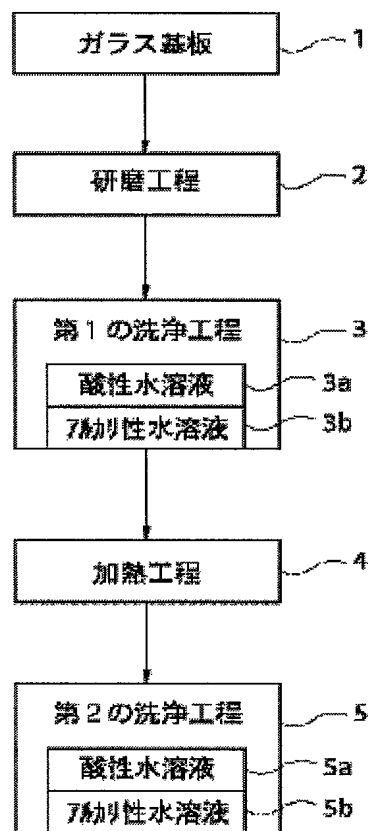 ガラス基板 1
研磨工程 2
第1の洗浄工程 3
酸性水溶液 3a
ｱﾙｶﾘ性水溶液 3b
加熱工程 4
第2の洗浄工程 5
酸性水溶液 5a
ｱﾙｶﾘ性水溶液 5b